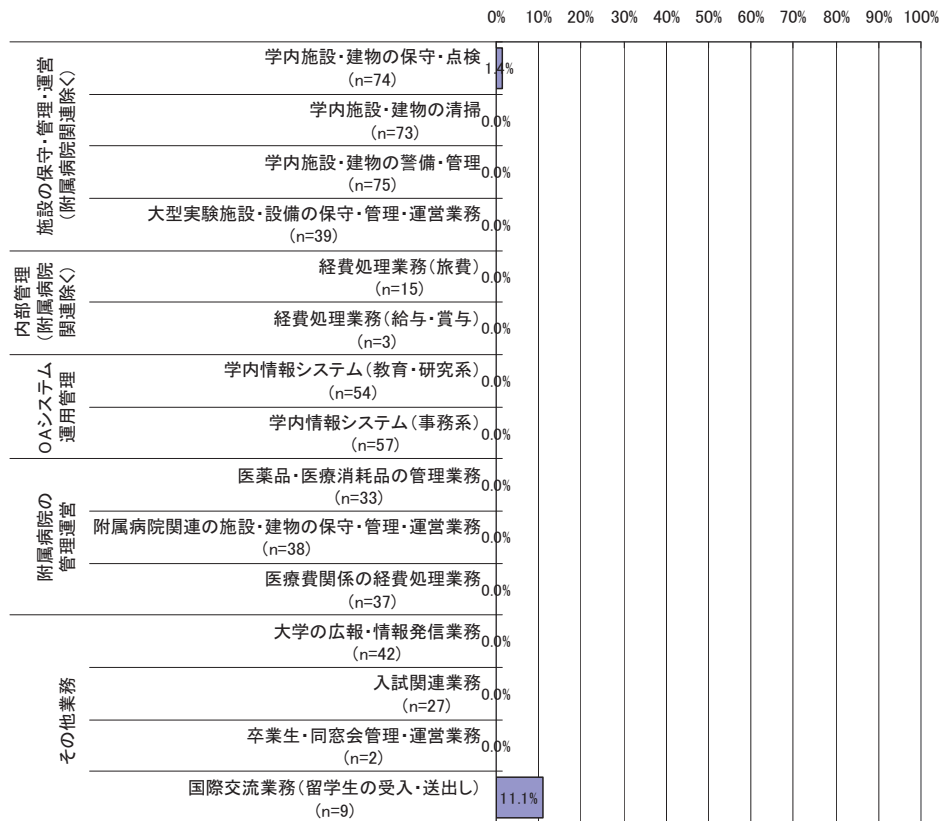 0% 10% 20% 30% 40% 50% 60% 70% 80% 90% 100%
施設の保守・管理・運営
(附属病院関連除く)
学内施設・建物の保守・点検
(n=74)
1.4%
学内施設・建物の清掃
(n=73)
0.0%
学内施設・建物の警備・管理
(n=75)
0.0%
大型実験施設・設備の保守・管理・運営業務
(n=39)
0.0%
内部管理
(附属病院
関連除く)
経費処理業務(旅費)
(n=15)
0.0%
経費処理業務(給与・賞与)
(n=3)
0.0%
OAシステム
運用管理
学内情報システム(教育・研究系)
(n=54)
0.0%
学内情報システム(事務系)
(n=57)
0.0%
附属病院の
管理運営
医薬品・医療消耗品の管理業務
(n=33)
0.0%
附属病院関連の施設・建物の保守・管理・運営業務
(n=38)
0.0%
医療費関係の経費処理業務
(n=37)
0.0%
その他業務
大学の広報・情報発信業務
(n=42)
0.0%
入試関連業務
(n=27)
0.0%
卒業生・同窓会管理・運営業務
(n=2)
0.0%
国際交流業務(留学生の受入・送出し)
(n=9)
11.1%